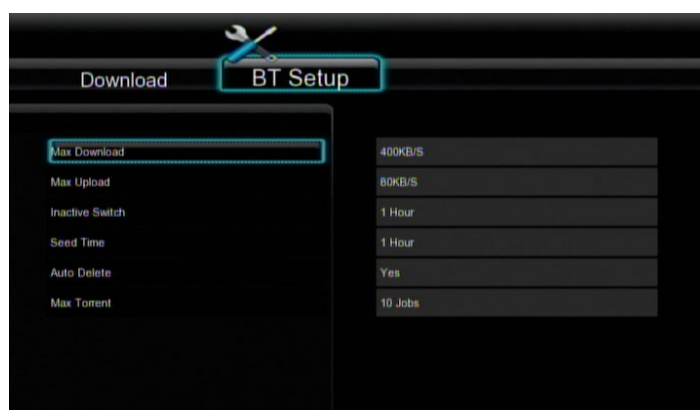 Download
BT Setup
Max Download
400KB/S
Max Upload
80KB/S
Inactive Switch
1 Hour
Seed Time
1 Hour
Auto Delete
Yes
Max Torrent
10 Jobs